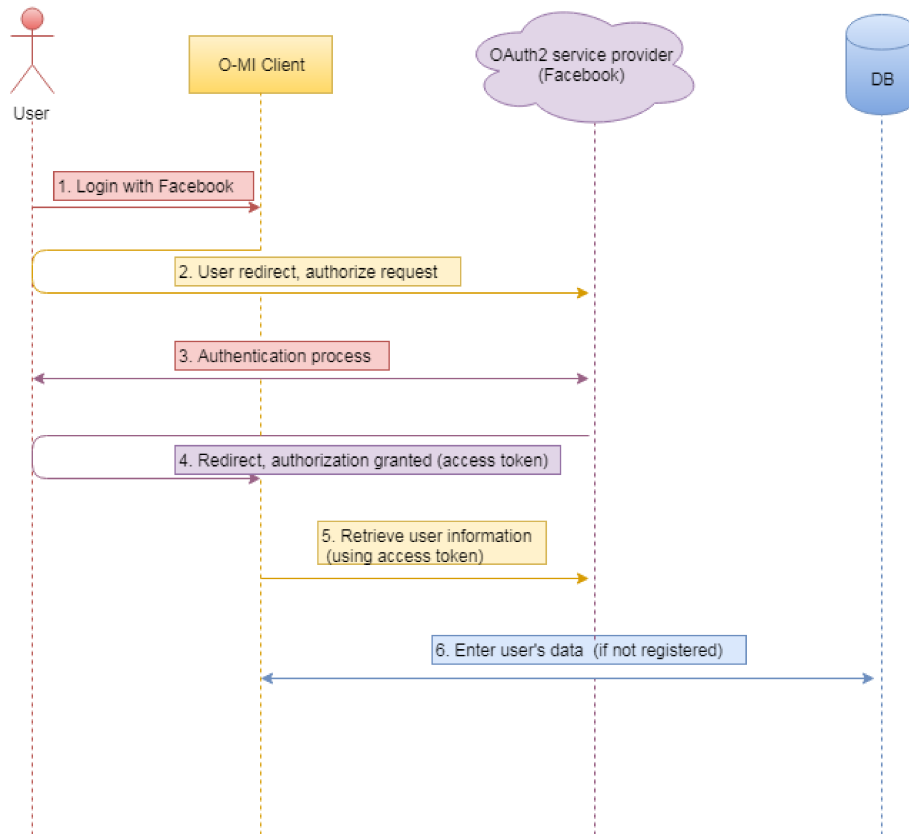 User
O-MI Client
OAuth2 service provider
(Facebook)
DB
1. Login with Facebook
2. User redirect, authorize request
3. Authentication process
4. Redirect, authorization granted (access token)
5. Retrieve user information
(using access token)
6. Enter user's data (if not registered)